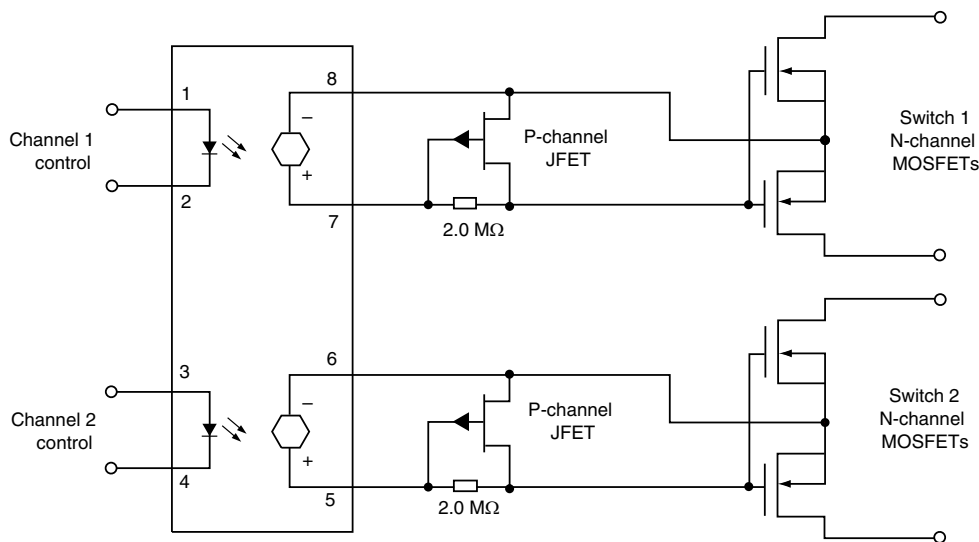 1
Channel 1
control
2
8
−
+
7
P-channel
JFET
2.0 MΩ
Switch 1
N-channel
MOSFETs
3
Channel 2
control
4
6
−
+
5
P-channel
JFET
2.0 MΩ
Switch 2
N-channel
MOSFETs